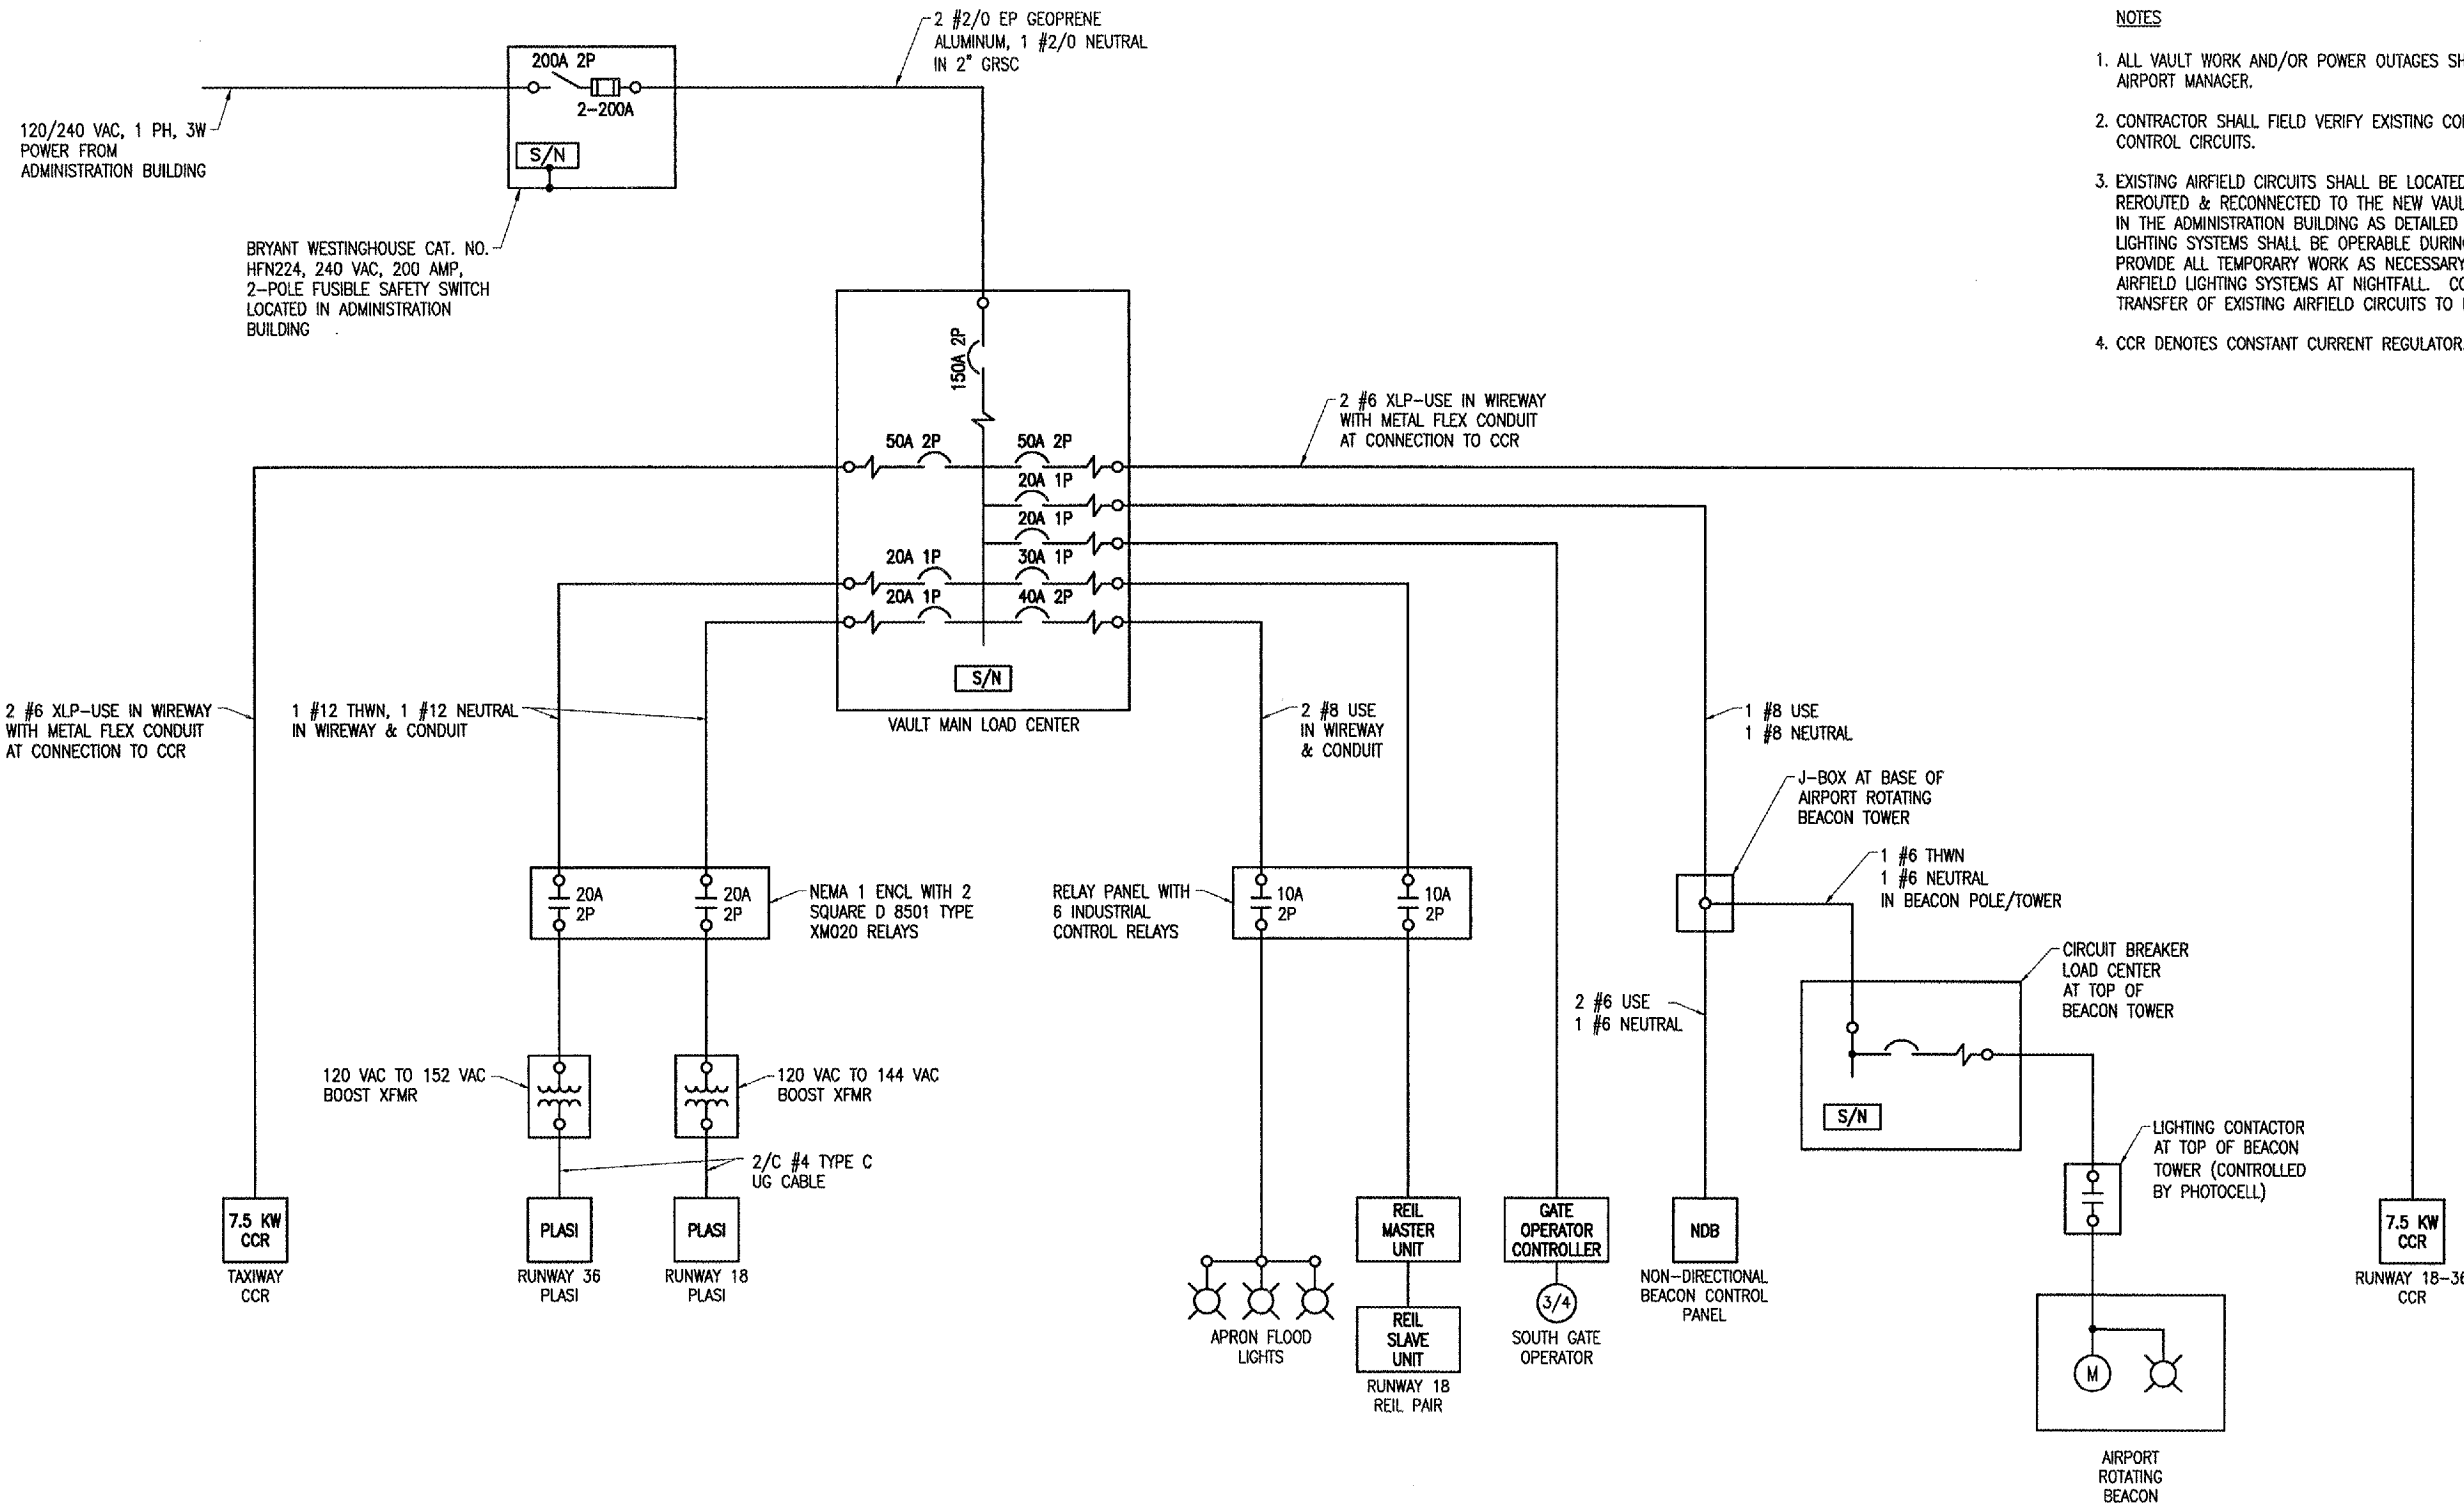 2 #2/0 EP GEOPRENE
ALUMINUM, 1 #2/0 NEUTRAL
IN 2" GRSC
200A 2P
2-200A
S/N
120/240 VAC, 1 PH, 3W
POWER FROM
ADMINISTRATION BUILDING
BRYANT WESTINGHOUSE CAT. NO.
HFN224, 240 VAC, 200 AMP,
2-POLE FUSIBLE SAFETY SWITCH
LOCATED IN ADMINISTRATION
BUILDING
NOTES
1. ALL VAULT WORK AND/OR POWER OUTAGES
AIRPORT MANAGER.
2. CONTRACTOR SHALL FIELD VERIFY EXISTING
CONTROL CIRCUITS.
3. EXISTING AIRFIELD CIRCUITS SHALL BE LOCATED
REROUTED & RECONNECTED TO THE NEW
IN THE ADMINISTRATION BUILDING AS DETAILED
LIGHTING SYSTEMS SHALL BE OPERABLE
PROVIDE ALL TEMPORARY WORK AS NECESSARY
AIRFIELD LIGHTING SYSTEMS AT NIGHTFALL.
TRANSFER OF EXISTING AIRFIELD CIRCUITS TO
4. CCR DENOTES CONSTANT CURRENT REGULATOR.
150A 2P
50A 2P
50A 2P
20A 1P
20A 1P
20A 1P
30A 1P
20A 1P
40A 2P
S/N
VAULT MAIN LOAD CENTER
2 #6 XLP-USE IN WIREWAY
WITH METAL FLEX CONDUIT
AT CONNECTION TO CCR
2 #6 XLP-USE IN WIREWAY
WITH METAL FLEX CONDUIT
AT CONNECTION TO CCR
1 #12 THWN, 1 #12 NEUTRAL
IN WIREWAY & CONDUIT
2 #8 USE
IN WIREWAY
& CONDUIT
1 #8 USE
1 #8 NEUTRAL
J-BOX AT BASE OF
AIRPORT ROTATING
BEACON TOWER
1 #6 THWN
1 #6 NEUTRAL
IN BEACON POLE/TOWER
20A
2P
20A
2P
NEMA 1 ENCL WITH 2
SQUARE D 8501 TYPE
XMO20 RELAYS
RELAY PANEL WITH
6 INDUSTRIAL
CONTROL RELAYS
10A
2P
10A
2P
CIRCUIT BREAKER
LOAD CENTER
AT TOP OF
BEACON TOWER
2 #6 USE
1 #6 NEUTRAL
S/N
120 VAC TO 152 VAC
BOOST XFMR
120 VAC TO 144 VAC
BOOST XFMR
2/C #4 TYPE C
UG CABLE
LIGHTING CONTACTOR
AT TOP OF BEACON
TOWER (CONTROLLED
BY PHOTOCELL)
7.5 KW
CCR
TAXIWAY
CCR
PLASI
RUNWAY 36
PLASI
PLASI
RUNWAY 18
PLASI
APRON FLOOD
LIGHTS
REIL
MASTER
UNIT
REIL
SLAVE
UNIT
RUNWAY 18
REIL PAIR
GATE
OPERATOR
CONTROLLER
3/4
SOUTH GATE
OPERATOR
NDB
NON-DIRECTIONAL
BEACON CONTROL
PANEL
M
AIRPORT
ROTATING
BEACON
7.5 KW
CCR
RUNWAY 18-36
CCR